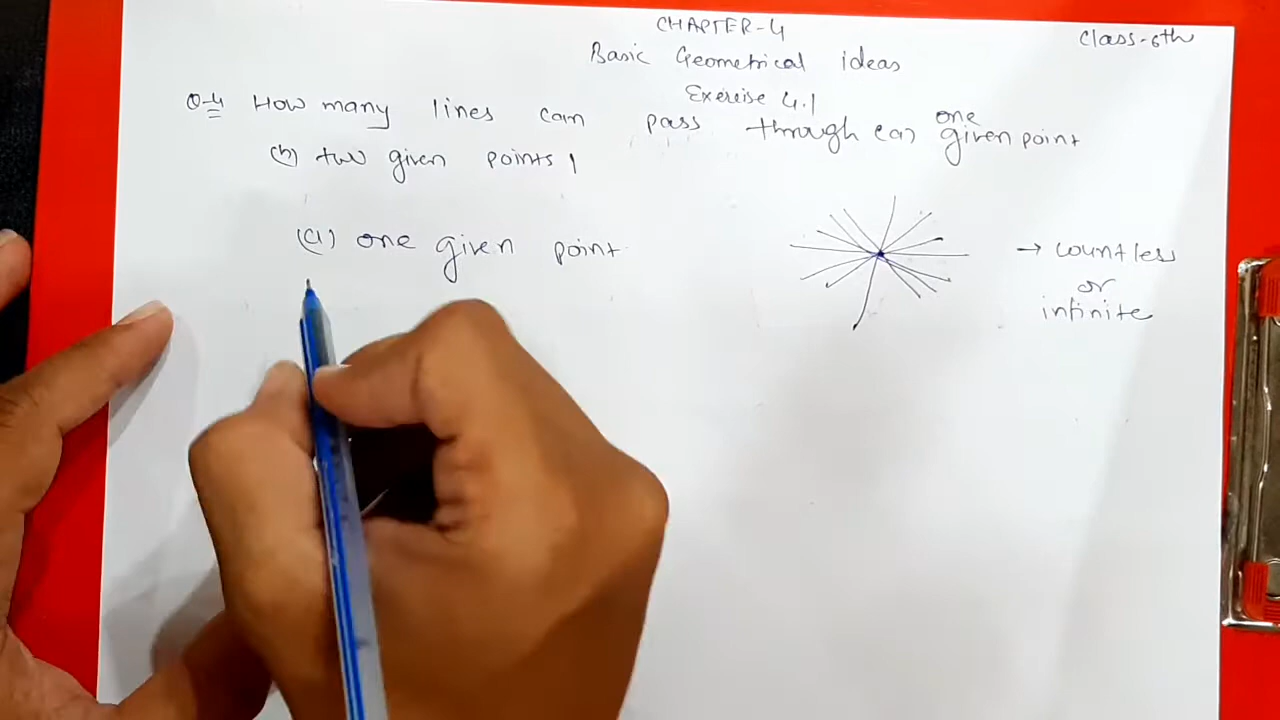 CHAPTER-4
Class-6th
Basic Geometrical ideas
Exercise 4.1
Q-4 How many lines can pass through (a) one given point
(b) two given points
(a) one given point
→ countless
or
infinite